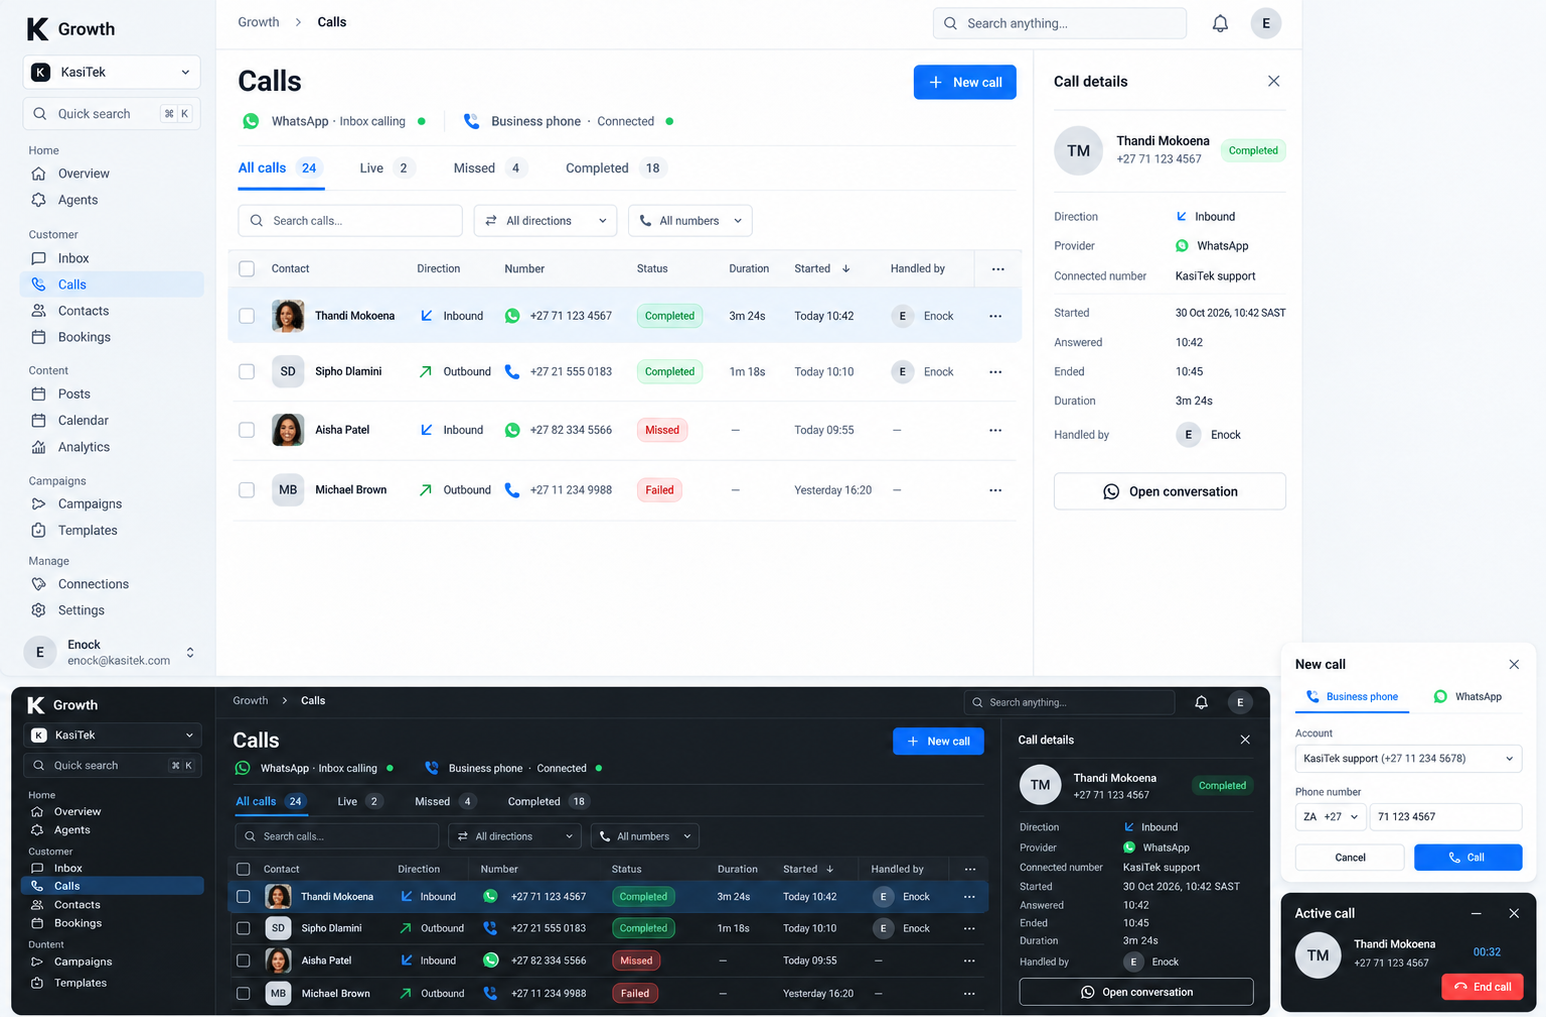 Growth
KasiTek
Quick search ⌘ K
Home
Overview
Agents
Customer
Inbox
Calls
Contacts
Bookings
Content
Posts
Calendar
Analytics
Campaigns
Campaigns
Templates
Manage
Connections
Settings
E Enock
enock@kasitek.com
Growth > Calls
Search anything...
E
Calls
New call
WhatsApp · Inbox calling
Business phone · Connected
All calls 24 Live 2 Missed 4 Completed 18
Search calls... All directions All numbers
Contact Direction Number Status Duration Started ↓ Handled by ...
Thandi Mokoena Inbound +27 71 123 4567 Completed 3m 24s Today 10:42 E Enock ...
SD Sipho Dlamini Outbound +27 21 555 0183 Completed 1m 18s Today 10:10 E Enock ...
Aisha Patel Inbound +27 82 334 5566 Missed — Today 09:55 — ...
MB Michael Brown Outbound +27 11 234 9988 Failed — Yesterday 16:20 — ...
Call details
TM Thandi Mokoena
+27 71 123 4567
Completed
Direction Inbound
Provider WhatsApp
Connected number KasiTek support
Started 30 Oct 2026, 10:42 SAST
Answered 10:42
Ended 10:45
Duration 3m 24s
Handled by E Enock
Open conversation
Growth
KasiTek
Quick search ⌘ K
Home
Overview
Agents
Customer
Inbox
Calls
Contacts
Bookings
Duntent
Campaigns
Templates
Growth > Calls
Search anything...
E
Calls
New call
WhatsApp · Inbox calling
Business phone · Connected
All calls 24 Live 2 Missed 4 Completed 18
Search calls... All directions All numbers
Contact Direction Number Status Duration Started ↓ Handled by ...
Thandi Mokoena Inbound +27 71 123 4567 Completed 3m 24s Today 10:42 E Enock ...
SD Sipho Dlamini Outbound +27 21 555 0183 Completed 1m 18s Today 10:10 E Enock ...
Aisha Patel Inbound +27 82 334 5566 Missed — Today 09:55 — ...
MB Michael Brown Outbound +27 11 234 9988 Failed — Yesterday 16:20 — ...
Call details
TM Thandi Mokoena
+27 71 123 4567
Completed
Direction Inbound
Provider WhatsApp
Connected number KasiTek support
Started 30 Oct 2026, 10:42 SAST
Answered 10:42
Ended 10:45
Duration 3m 24s
Handled by E Enock
Open conversation
New call
Business phone WhatsApp
Account
KasiTek support (+27 11 234 5678)
Phone number
ZA +27 71 123 4567
Cancel Call
Active call
TM Thandi Mokoena
+27 71 123 4567
00:32
End call